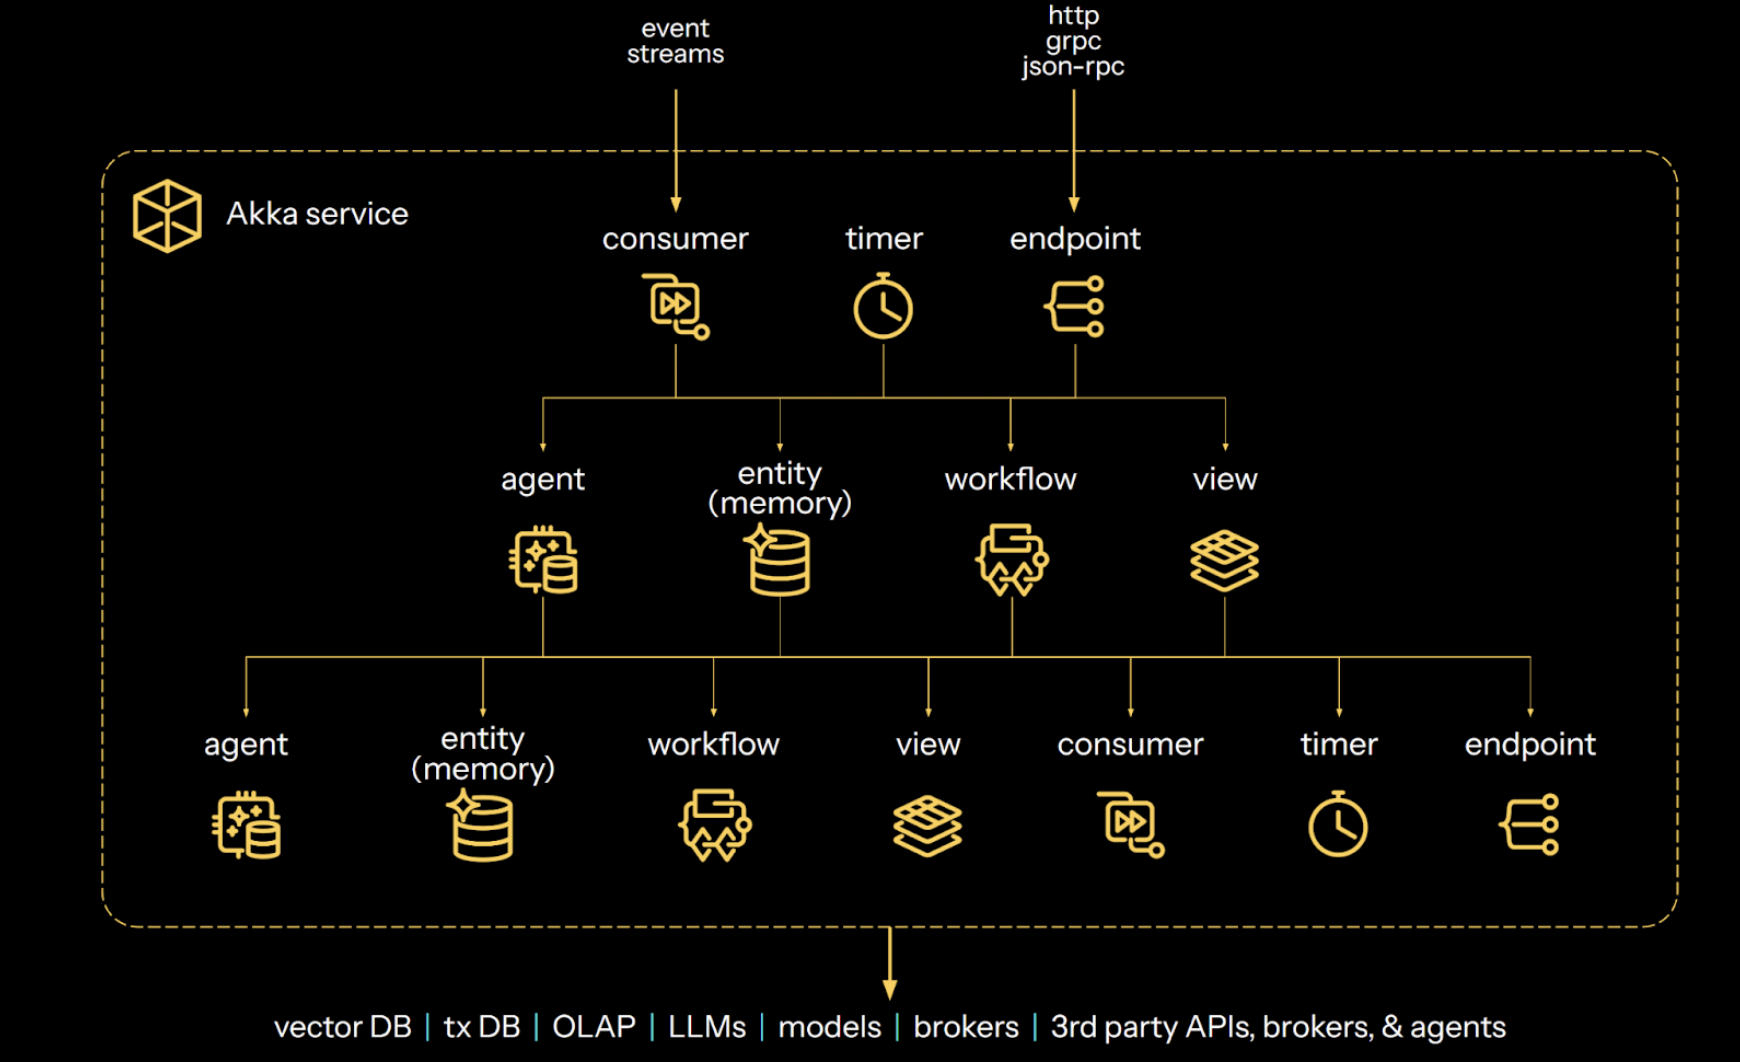 event
streams
http
grpc
json-rpc
Akka service
consumer
timer
endpoint
agent
entity
(memory)
workflow
view
agent
entity
(memory)
workflow
view
consumer
timer
endpoint
vector DB | tx DB | OLAP | LLMs | models | brokers | 3rd party APIs, brokers, & agents